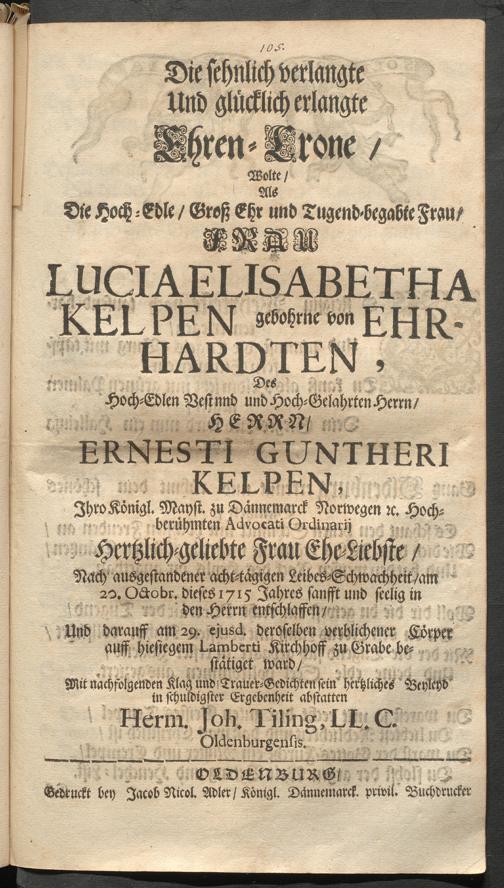 105.
Die sehnlich verlangte
Und glücklich erlangte
Ehren-Crone /
Wolte /
Als
Die Hoch-Edle / Groß Ehr und Tugend-begabte Frau /
FRAU
LUCIA ELISABETHA
KELPEN gebohrne von EHR-
HARDTEN ,
Des
Hoch-Edlen Vest und Hoch-Gelahrten Herrn /
HERRN /
ERNESTI GUNTHERI
KELPEN,
Ihro Königl. Mayst. zu Dännemarck Norwegen ꝛc. Hoch-
berühmten Advocati Ordinarij
Hertzlich-geliebte Frau Ehe-Liebste /
Nach ausgestandener acht-tägigen Leibes-Schwachheit / am
22. Octobr. dieses 1715 Jahres sanfft und seelig in
den Herrn entschlaffen /
Und darauff am 29. ejusd. deroselben verblichener Cörper
auff hiesiegem Lamberti Kirchhoff zu Grabe be-
stätiget ward /
Mit nachfolgenden Klag und Trauer-Gedichten sein hertzliches Beyleyd
in schuldigster Ergebenheit abstatten
Herm. Joh. Tiling, LL. C.
Oldenburgensis.
OLDENBURG /
Gedruckt bey Jacob Nicol. Adler / Königl. Dännemarck. privil. Buchdrucker